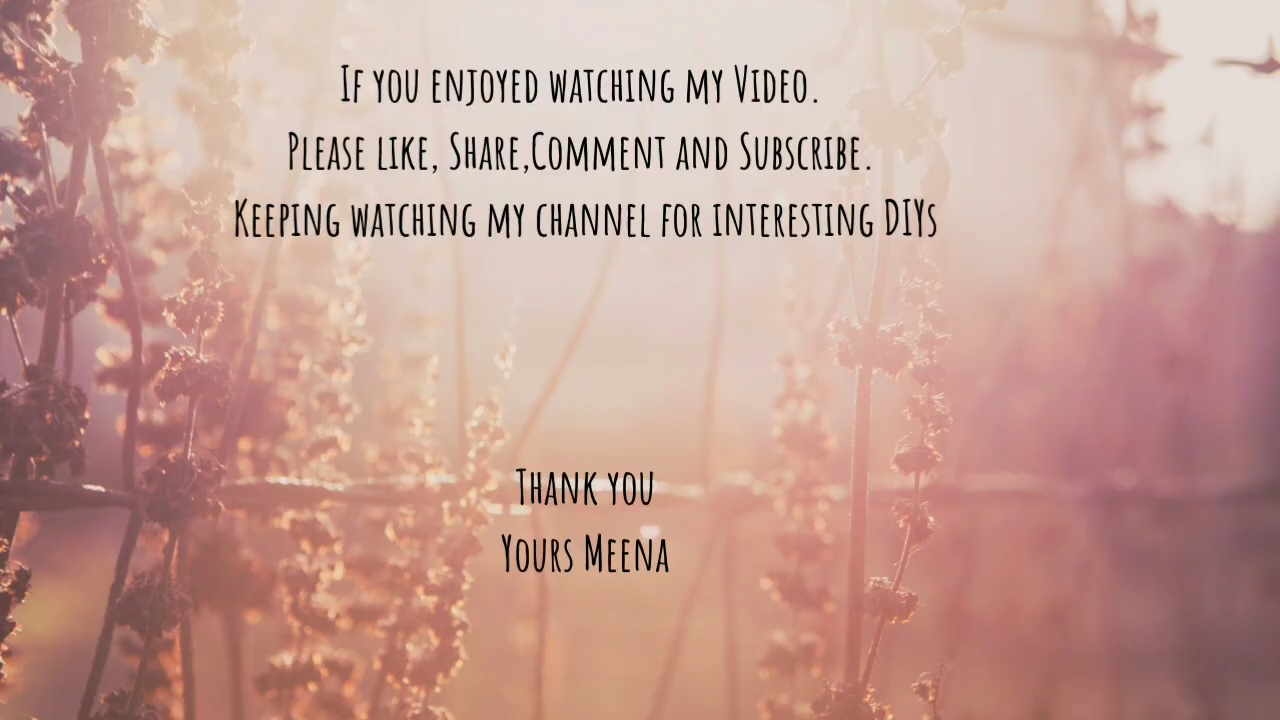 If you enjoyed watching my Video.
Please like, Share,Comment and Subscribe.
Keeping watching my channel for interesting DIYs
Thank you
Yours Meena